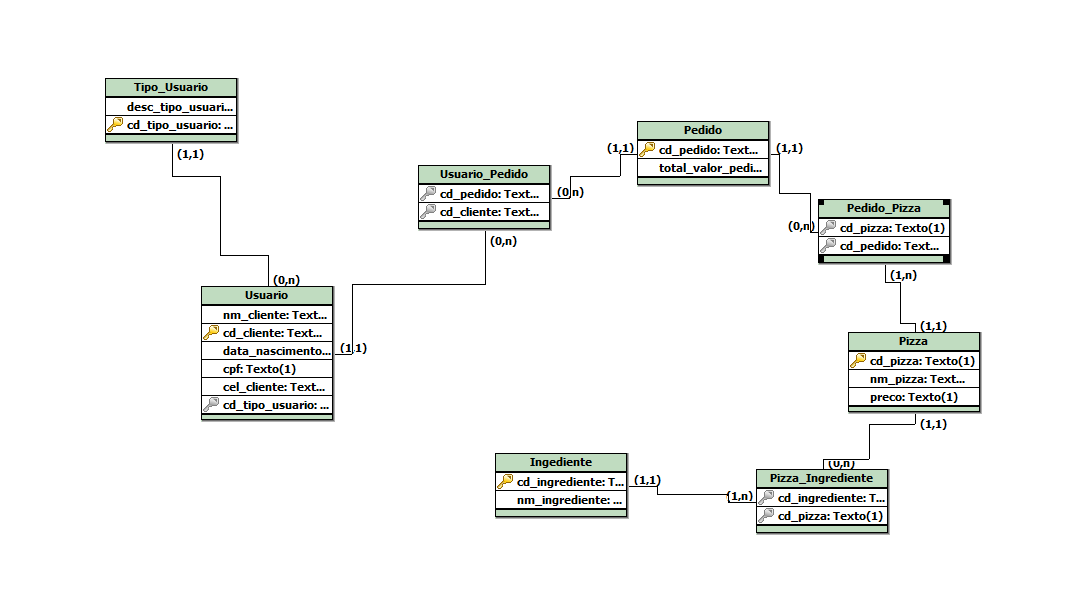 Tipo_Usuario
desc_tipo_usuari...
cd_tipo_usuario: ...
(1,1)
(0,n)
Usuario
nm_cliente: Text...
cd_cliente: Text...
data_nascimento...
cpf: Texto(1)
cel_cliente: Text...
cd_tipo_usuario: ...
(1,1)
Usuario_Pedido
cd_pedido: Text...
cd_cliente: Text...
(0,n)
(0,n)
(1,1)
Pedido
cd_pedido: Text...
total_valor_pedi...
(1,1)
(0,n)
Pedido_Pizza
cd_pizza: Texto(1)
cd_pedido: Text...
(1,n)
(1,1)
Pizza
cd_pizza: Texto(1)
nm_pizza: Text...
preco: Texto(1)
(1,1)
(0,n)
Pizza_Ingrediente
cd_ingrediente: T...
cd_pizza: Texto(1)
(1,n)
Ingediente
cd_ingrediente: T...
nm_ingrediente: ...
(1,1)